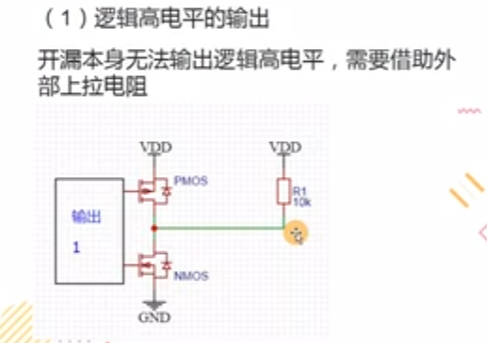 （1）逻辑高电平的输出
开漏本身无法输出逻辑高电平，需要借助外
部上拉电阻
VDD
VDD
PMOS
R1
10k
输出
1
NMOS
GND